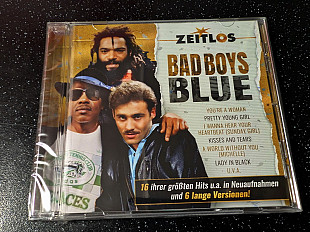 ZEITLOS
BAD BOYS
BLUE
YOU'RE A WOMAN
PRETTY YOUNG GIRL
I WANNA HEAR YOUR
HEARTBEAT (SUNDAY GIRL)
KISSES AND TEARS
A WORLD WITHOUT YOU
(MICHELLE)
LADY IN BLACK
U.V.A.
16 ihrer größten Hits u.a. in Neuaufnahmen
und 6 lange Versionen!